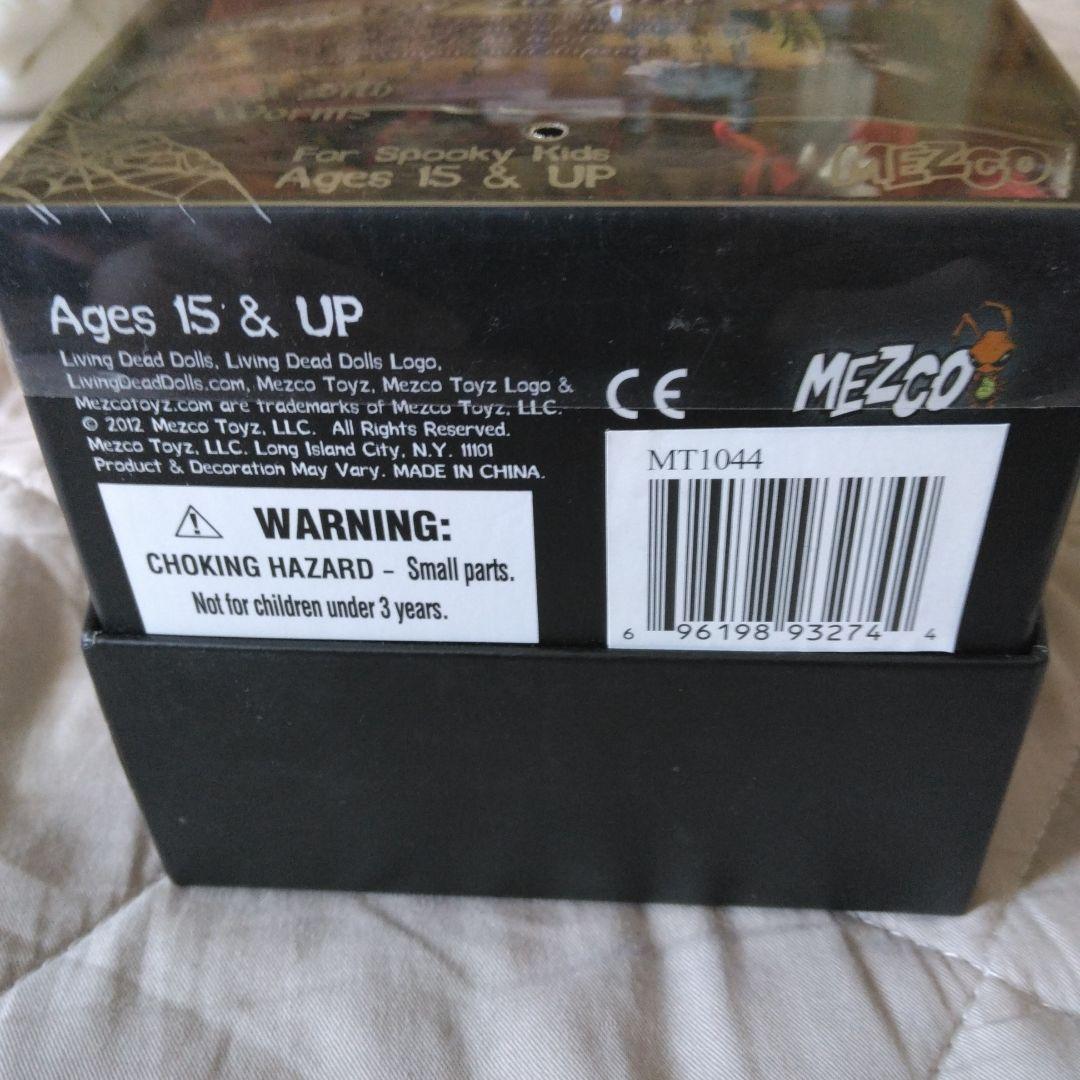 Worms
For Spooky Kids
Ages 15 & UP
MEZCO
Ages 15 & UP
Living Dead Dolls, Living Dead Dolls Logo,
LivingDeadDolls.com, Mezco Toyz, Mezco Toyz Logo &
Mezcotoyz.com are trademarks of Mezco Toyz, LLC.
© 2012 Mezco Toyz, LLC. All Rights Reserved.
Mezco Toyz, LLC. Long Island City, N.Y. 11101
Product & Decoration May Vary. MADE IN CHINA.
CE
MEZCO
WARNING:
CHOKING HAZARD - Small parts.
Not for children under 3 years.
MT1044
6 96198 93274 4